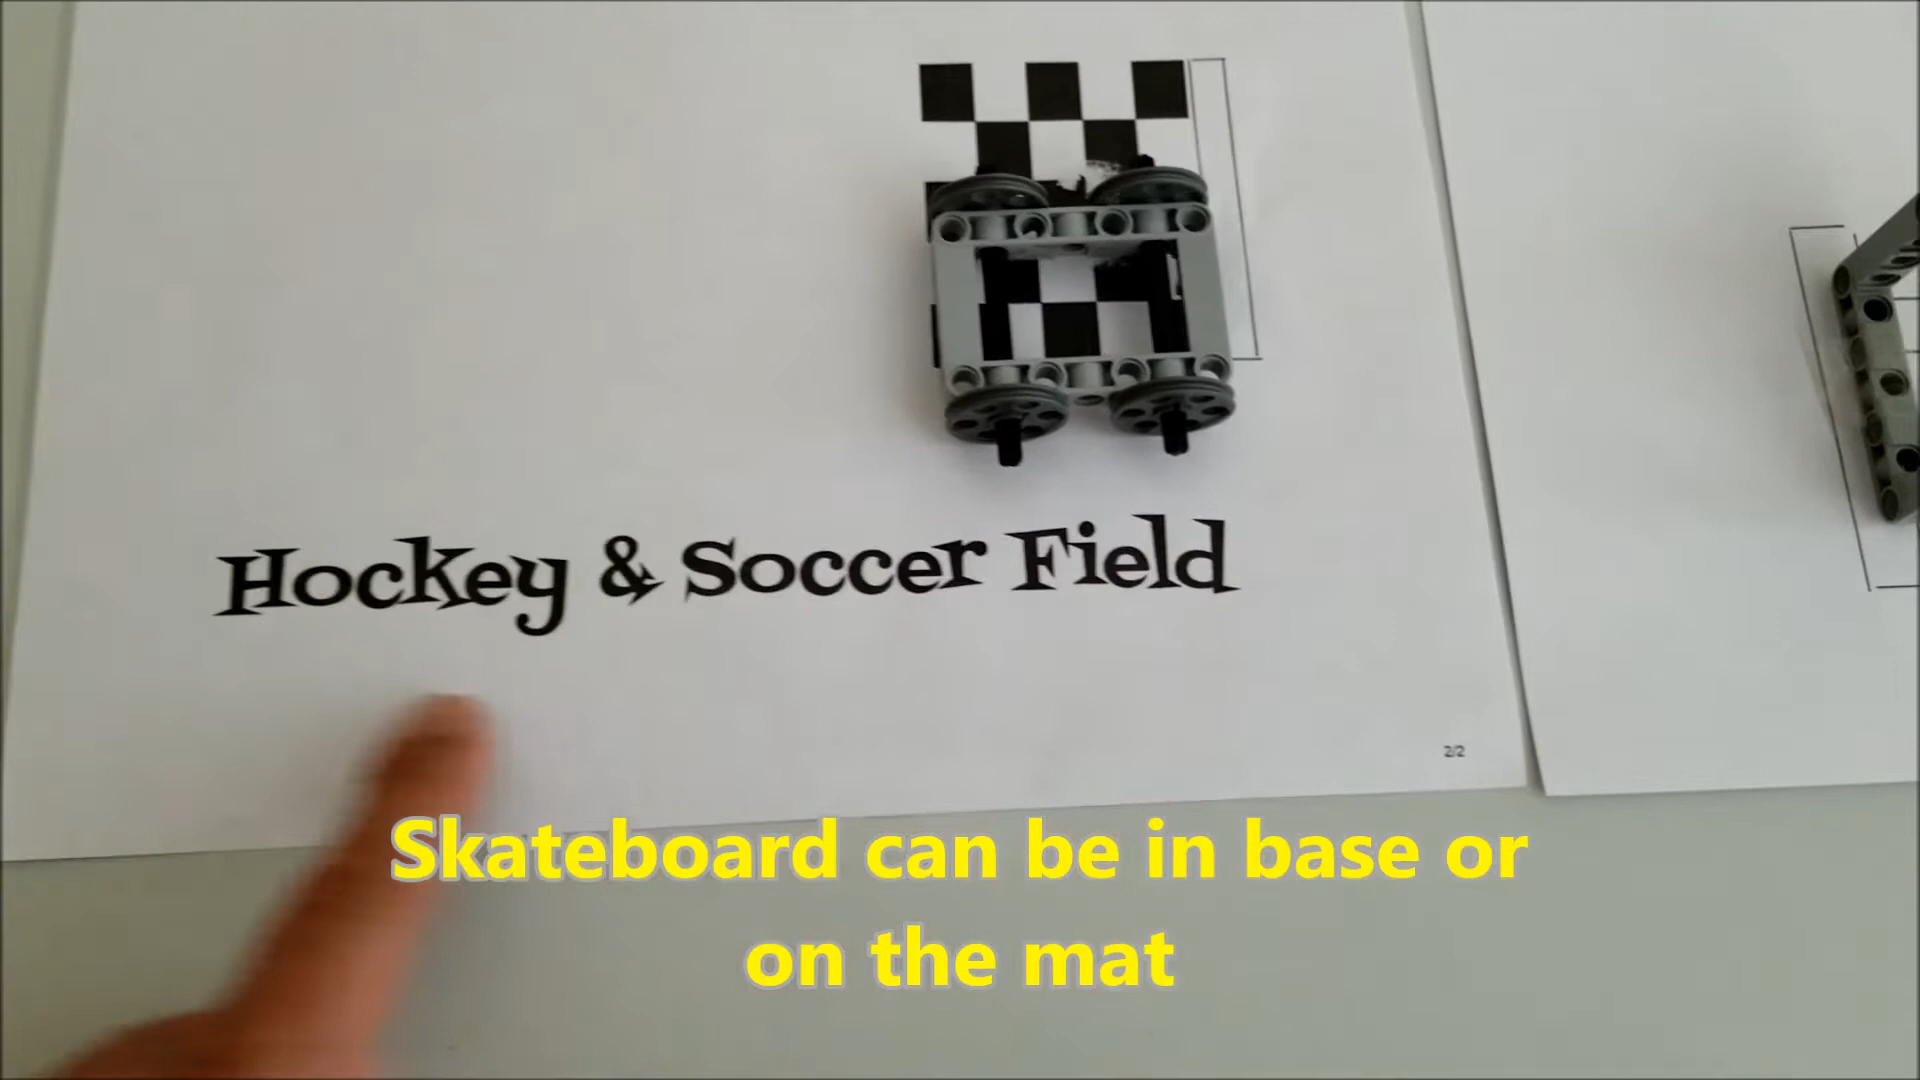 Hockey & Soccer Field
2/2
Skateboard can be in base or
on the mat